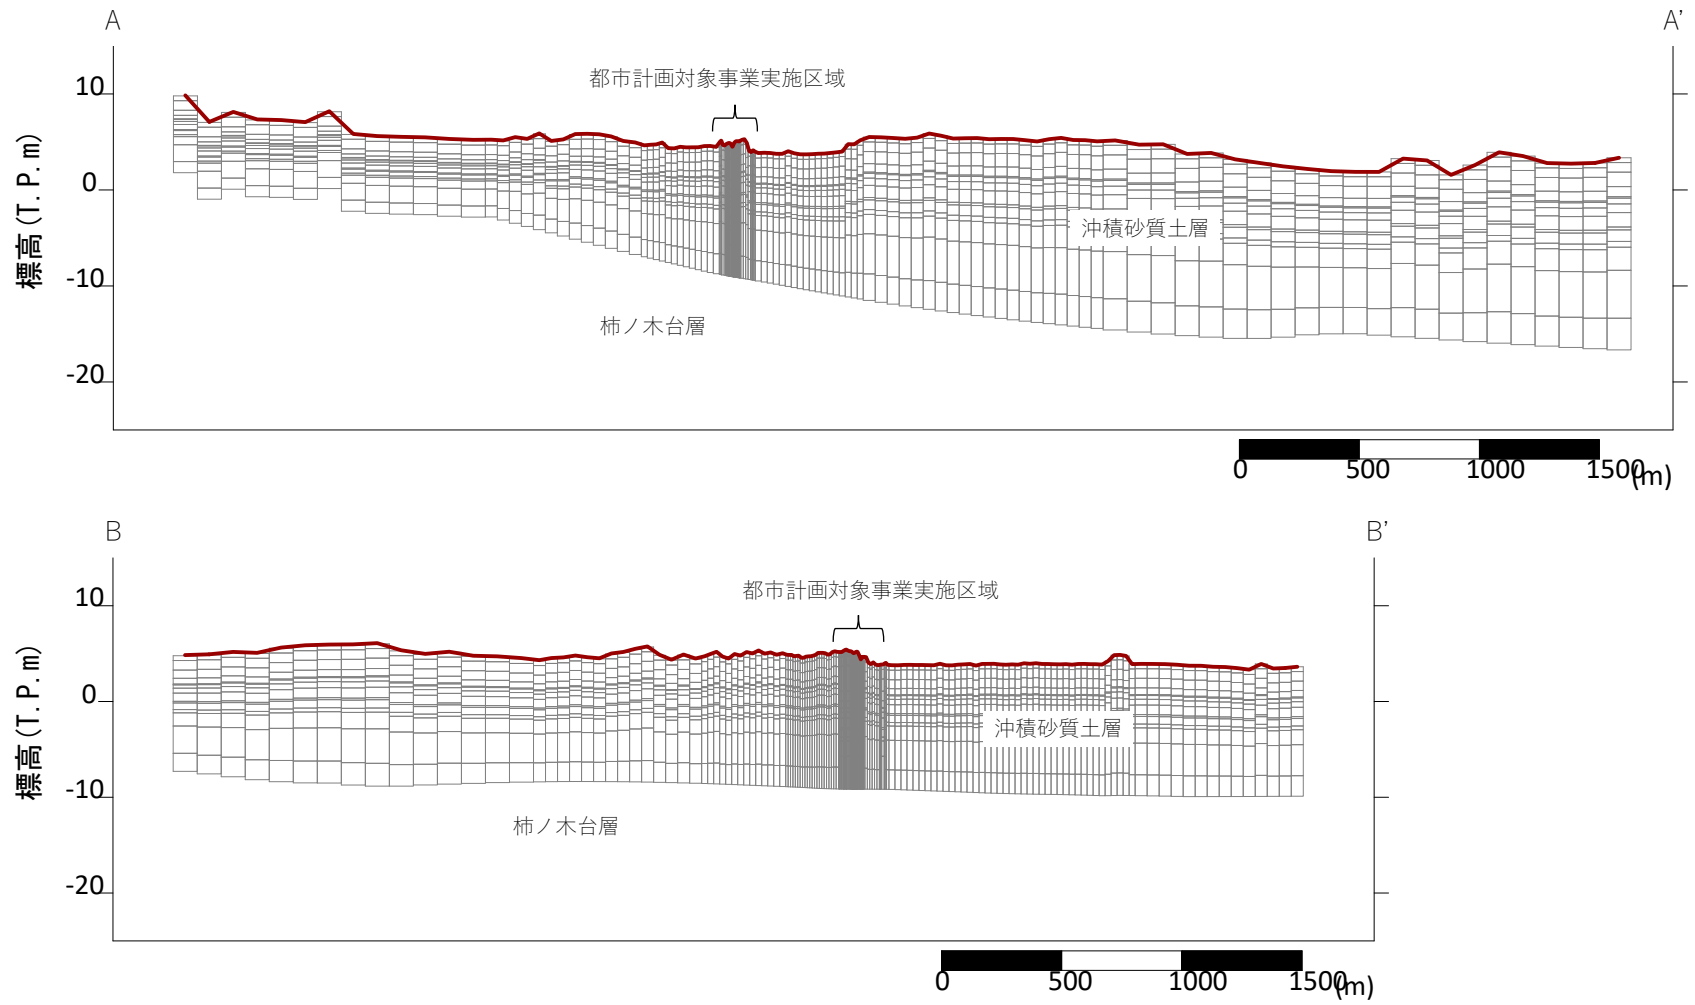 A
A’
都市計画対象事業実施区域
10
0
-10
-20
標高(T.P.m)
沖積砂質土層
柿ノ木台層
0
500
1000
1500
(m)
B
B’
都市計画対象事業実施区域
10
0
-10
-20
標高(T.P.m)
沖積砂質土層
柿ノ木台層
0
500
1000
1500
(m)